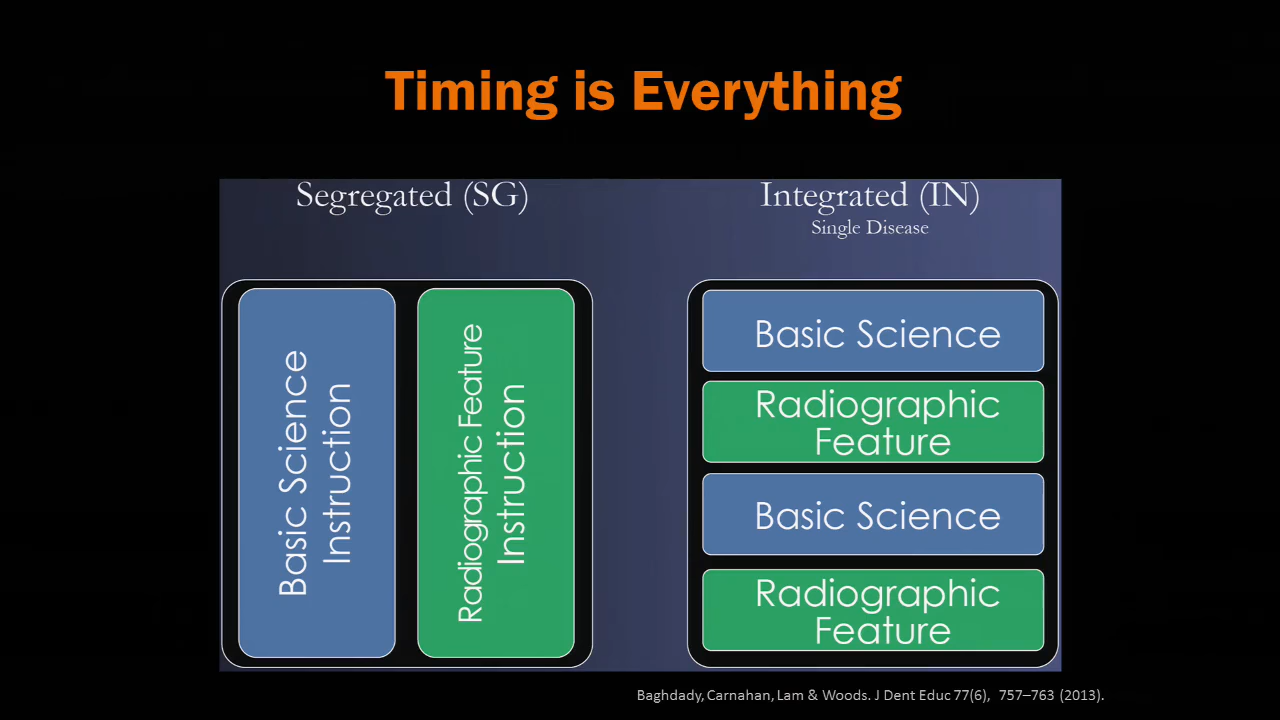 Timing is Everything
Segregated (SG)
Basic Science
Instruction
Radiographic Feature
Instruction
Integrated (IN)
Single Disease
Basic Science
Radiographic
Feature
Basic Science
Radiographic
Feature
Baghdady, Carnahan, Lam & Woods. J Dent Educ 77(6), 757–763 (2013).